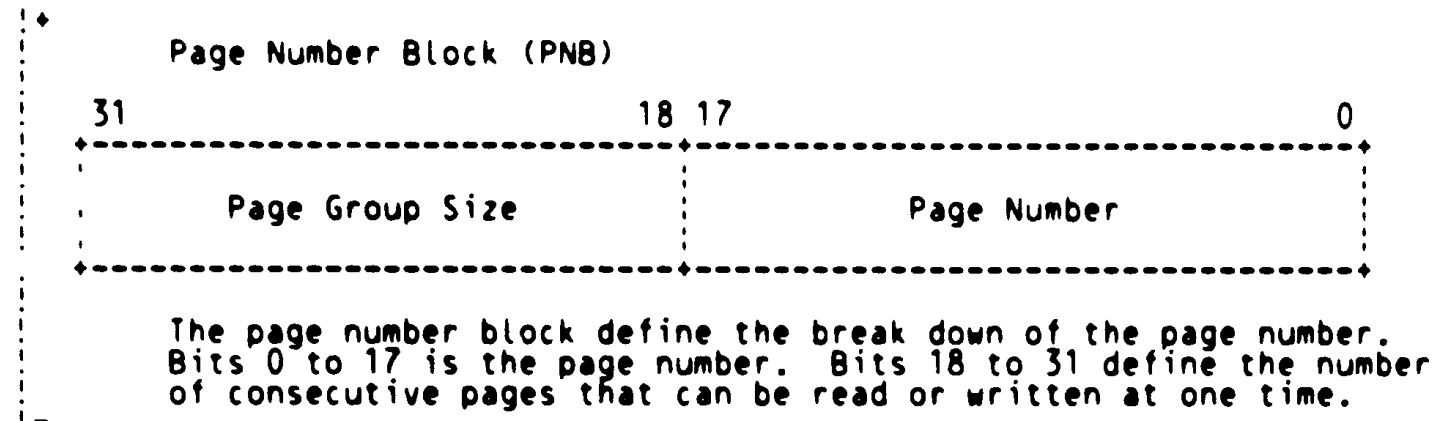 Page Number Block (PNB)
31 18 17 0
Page Group Size Page Number
The page number block define the break down of the page number.
Bits 0 to 17 is the page number. Bits 18 to 31 define the number
of consecutive pages that can be read or written at one time.